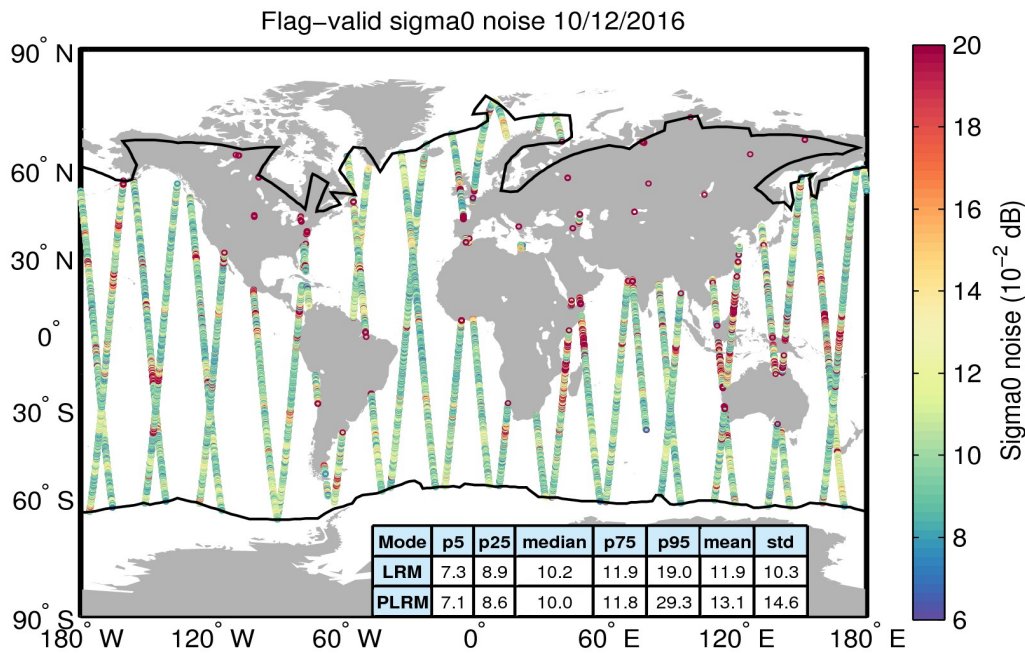 Flag−valid sigma0 noise 10/12/2016
90° N
60° N
30° N
0°
30° S
60° S
90° S
180° W
120° W
60° W
0°
60° E
120° E
180° E
Mode p5 p25 median p75 p95 mean std
LRM 7.3 8.9 10.2 11.9 19.0 11.9 10.3
PLRM 7.1 8.6 10.0 11.8 29.3 13.1 14.6
20
18
16
14
12
10
8
6
Sigma0 noise (10⁻² dB)